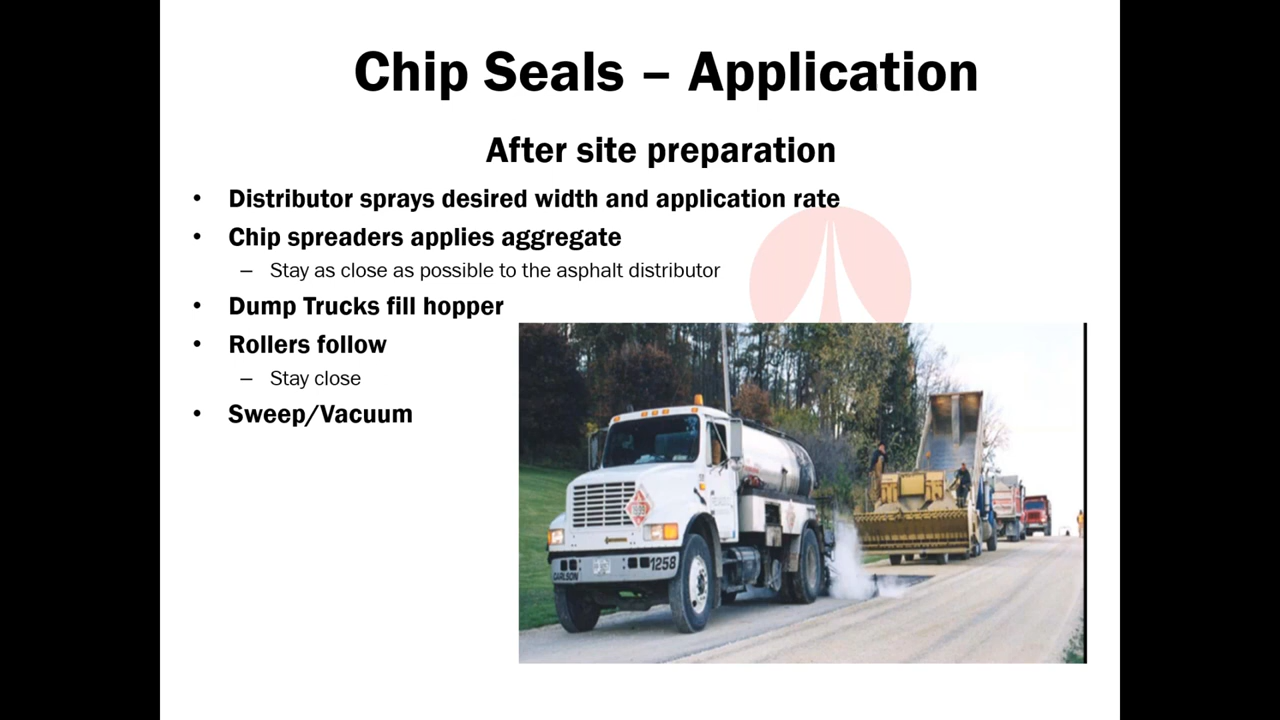 Chip Seals – Application
After site preparation
• Distributor sprays desired width and application rate
• Chip spreaders applies aggregate
– Stay as close as possible to the asphalt distributor
• Dump Trucks fill hopper
• Rollers follow
– Stay close
• Sweep/Vacuum
1258
CARLSON